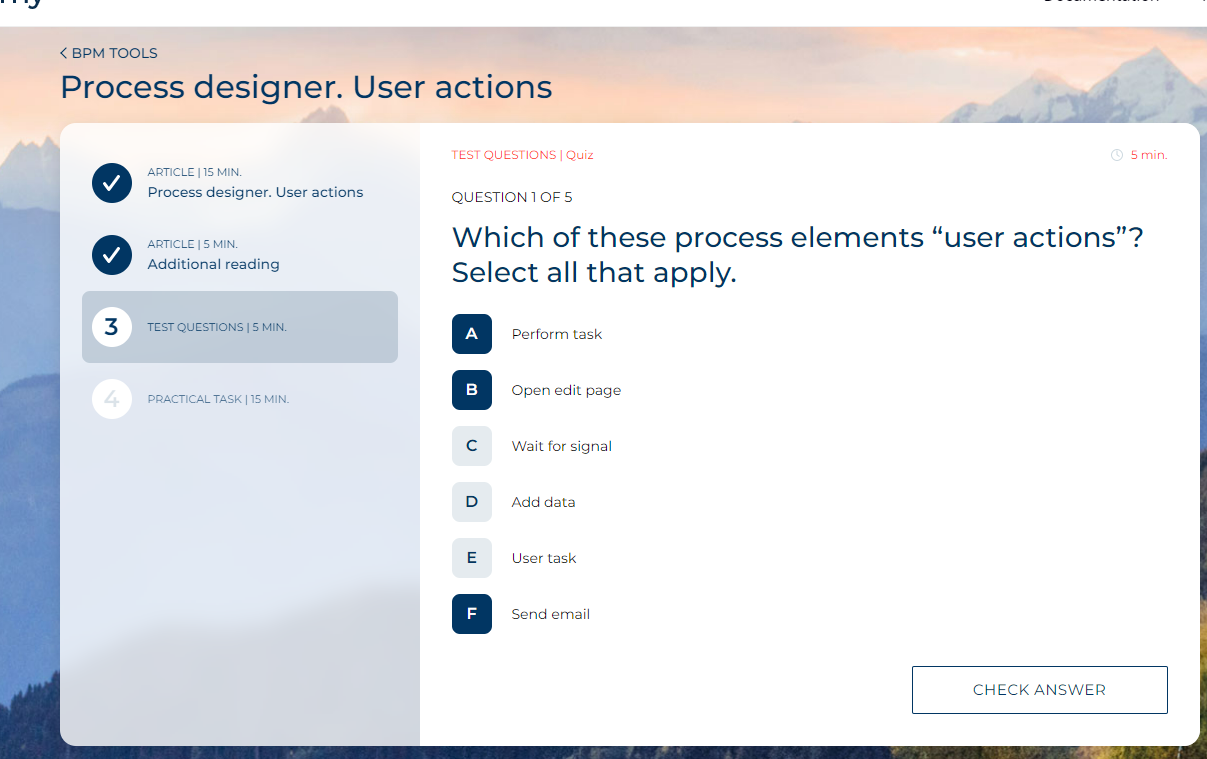 BPM TOOLS
Process designer. User actions
ARTICLE | 15 MIN.
Process designer. User actions
ARTICLE | 5 MIN.
Additional reading
3
TEST QUESTIONS | 5 MIN.
4
PRACTICAL TASK | 15 MIN.
TEST QUESTIONS | Quiz
5 min.
QUESTION 1 OF 5
Which of these process elements “user actions”?
Select all that apply.
A Perform task
B Open edit page
C Wait for signal
D Add data
E User task
F Send email
CHECK ANSWER